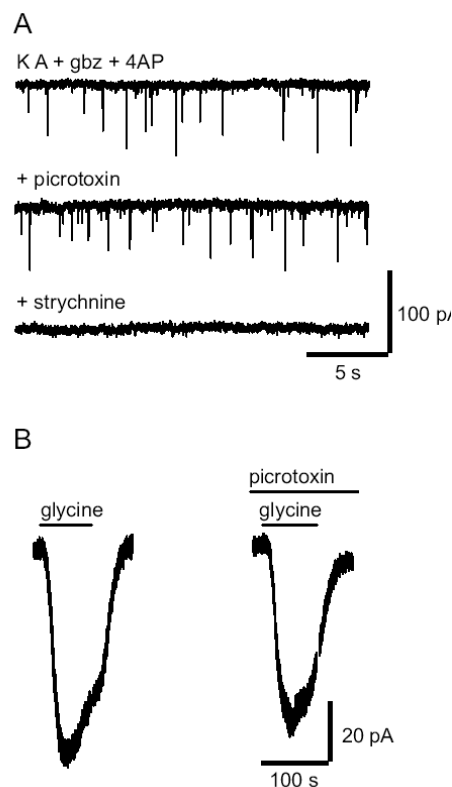 A
K A + gbz + 4AP
+ picrotoxin
+ strychnine
100 pA
5 s
B
picrotoxin
glycine
glycine
20 pA
100 s